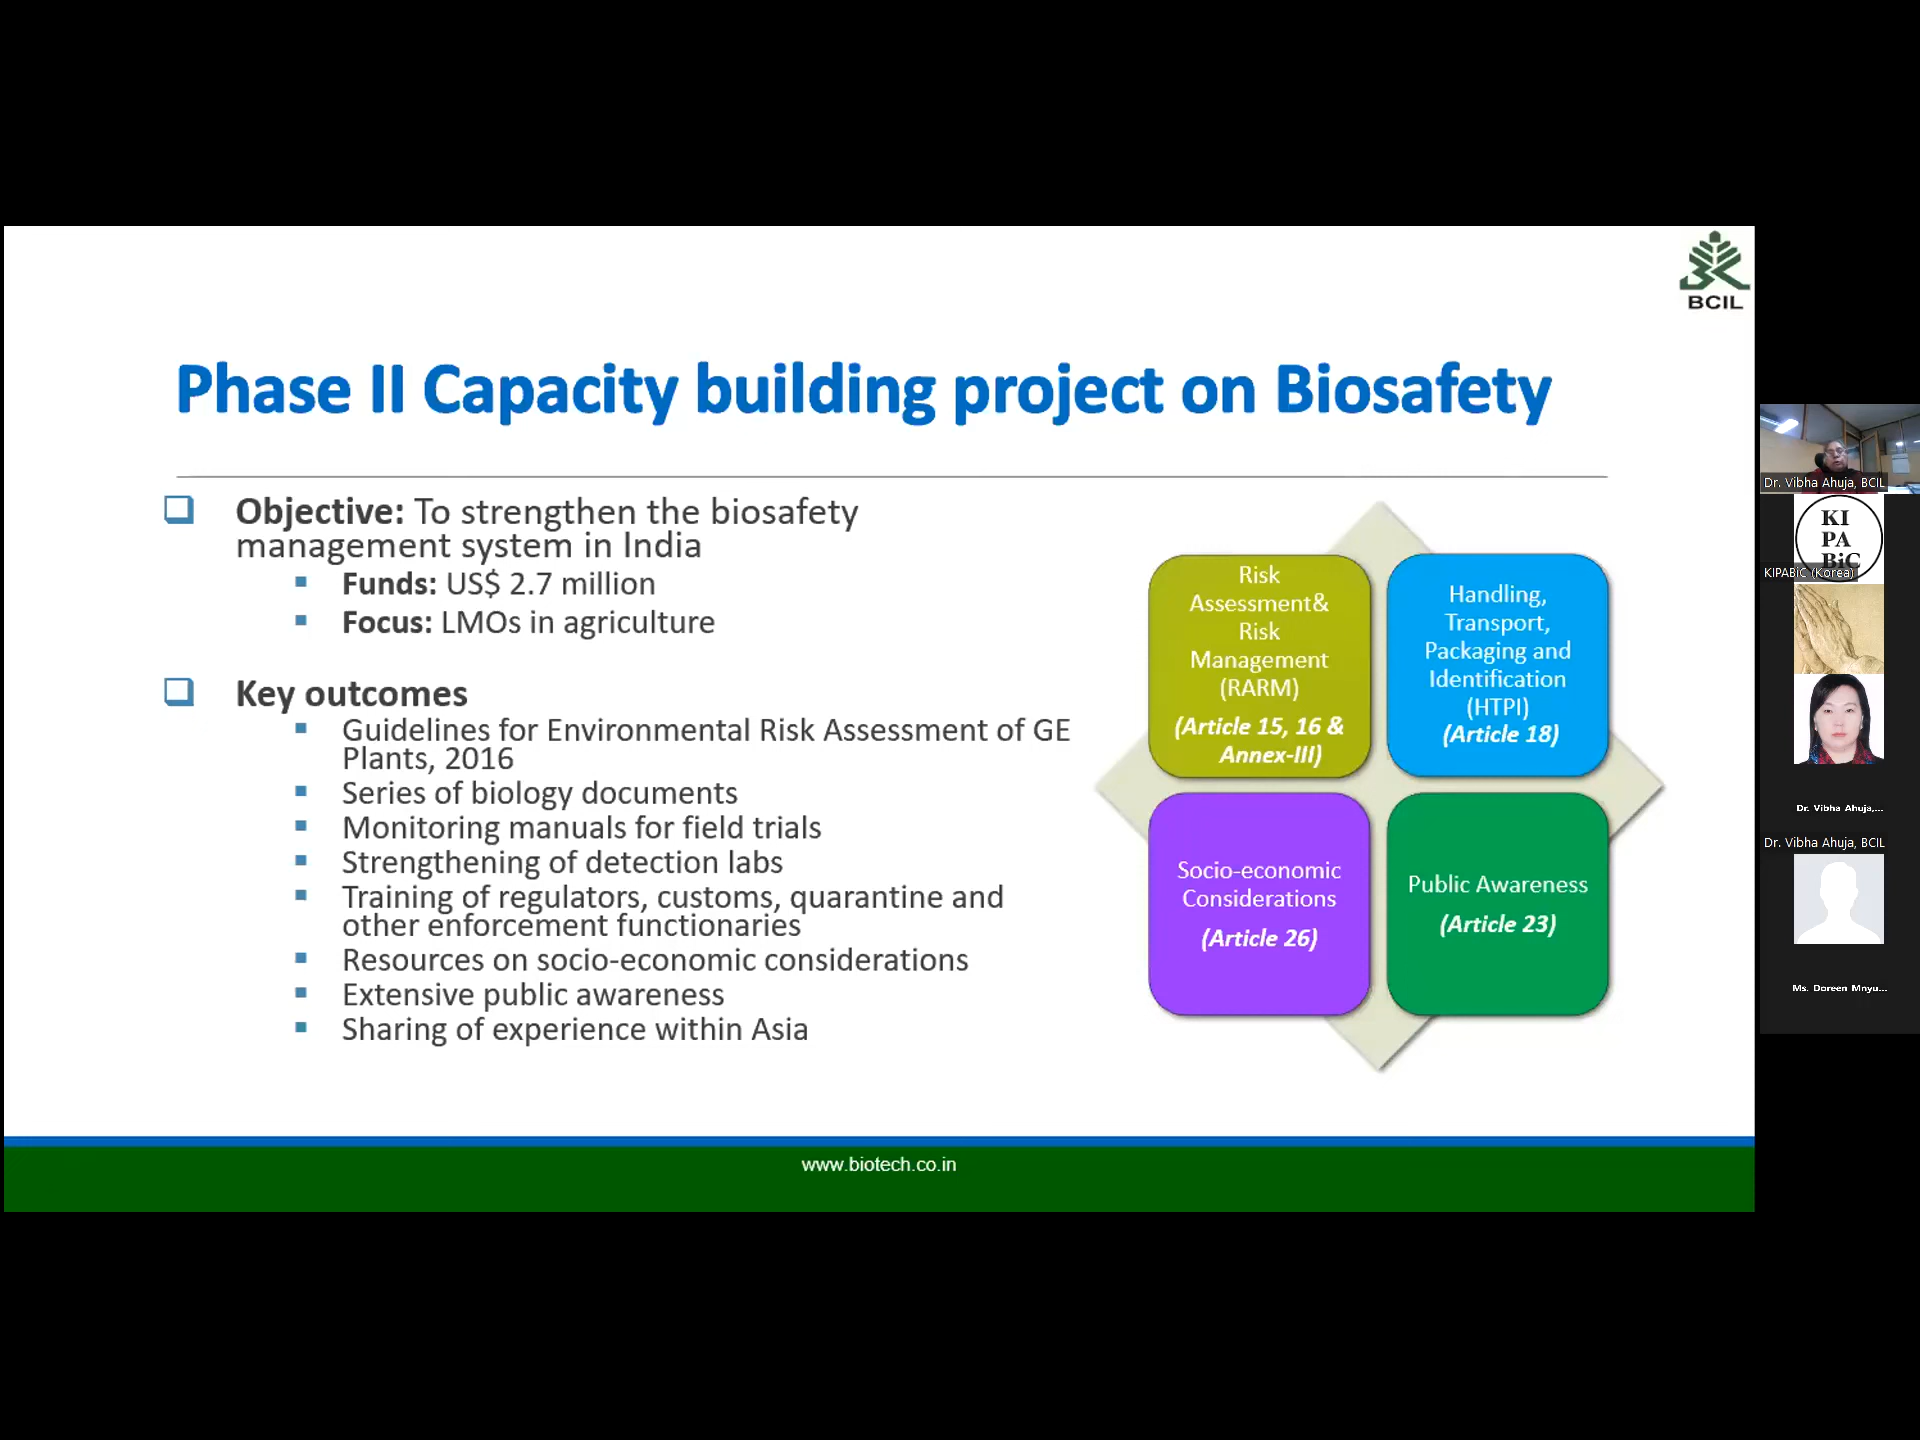 BCIL
Phase II Capacity building project on Biosafety
Objective: To strengthen the biosafety
management system in India
Funds: US$ 2.7 million
Focus: LMOs in agriculture
Key outcomes
Guidelines for Environmental Risk Assessment of GE
Plants, 2016
Series of biology documents
Monitoring manuals for field trials
Strengthening of detection labs
Training of regulators, customs, quarantine and
other enforcement functionaries
Resources on socio-economic considerations
Extensive public awareness
Sharing of experience within Asia
Risk
Assessment&
Risk
Management
(RARM)
(Article 15, 16 &
Annex-III)
Handling,
Transport,
Packaging and
Identification
(HTPI)
(Article 18)
Socio-economic
Considerations
(Article 26)
Public Awareness
(Article 23)
www.biotech.co.in
Dr. Vibha Ahuja, BCIL
KI
PA
BiC
KIPABiC (Korea)
Dr. Vibha Ahuja,...
Dr. Vibha Ahuja, BCIL
Ms. Doreen Mnyu...